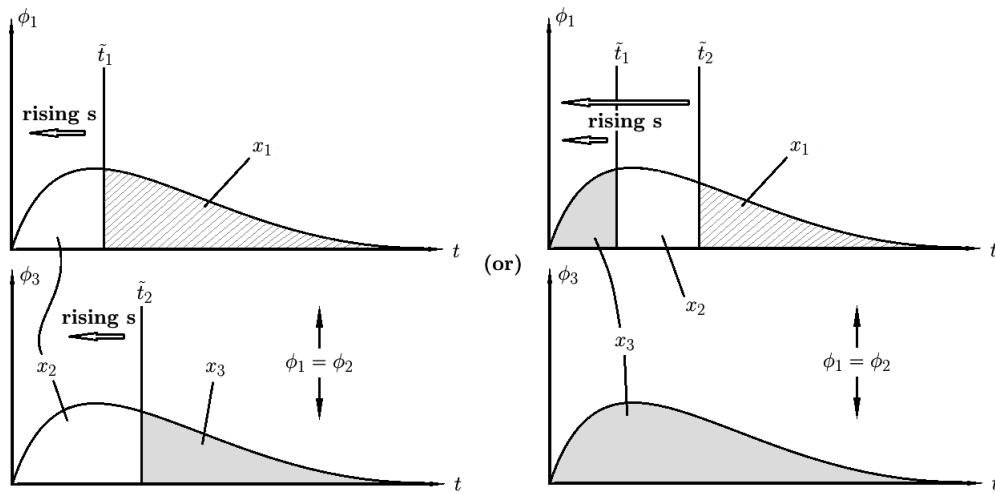 ϕ₁
t̃₁
rising s
x₁
t
ϕ₃
t̃₂
rising s
x₂
x₃
ϕ₁ = ϕ₂
t
(or)
ϕ₁
t̃₁
t̃₂
rising s
x₁
t
ϕ₃
x₂
x₃
ϕ₁ = ϕ₂
t